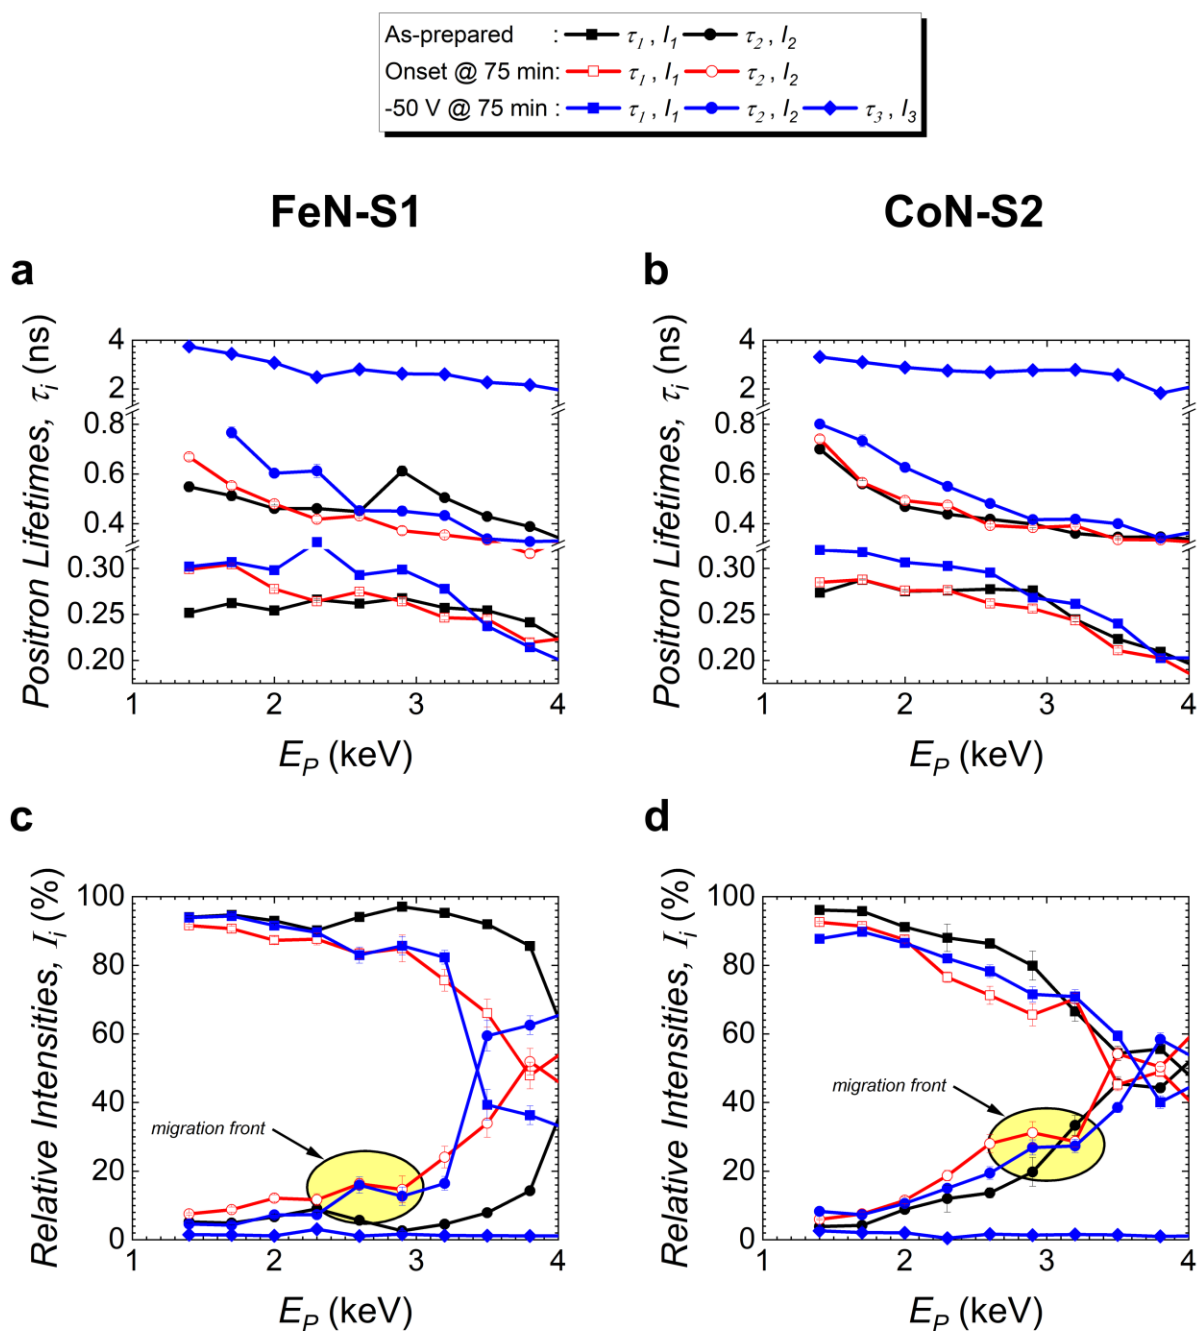 As-prepared : τ1 , I1 τ2 , I2
Onset @ 75 min: τ1 , I1 τ2 , I2
-50 V @ 75 min : τ1 , I1 τ2 , I2 τ3 , I3
FeN-S1
CoN-S2
a
Positron Lifetimes, τi (ns)
4
2
0.8
0.6
0.4
0.30
0.25
0.20
1 2 3 4
EP (keV)
b
Positron Lifetimes, τi (ns)
4
2
0.8
0.6
0.4
0.30
0.25
0.20
1 2 3 4
EP (keV)
c
Relative Intensities, Ii (%)
100
80
60
40
migration front
20
0
1 2 3 4
EP (keV)
d
Relative Intensities, Ii (%)
100
80
60
migration front
40
20
0
1 2 3 4
EP (keV)